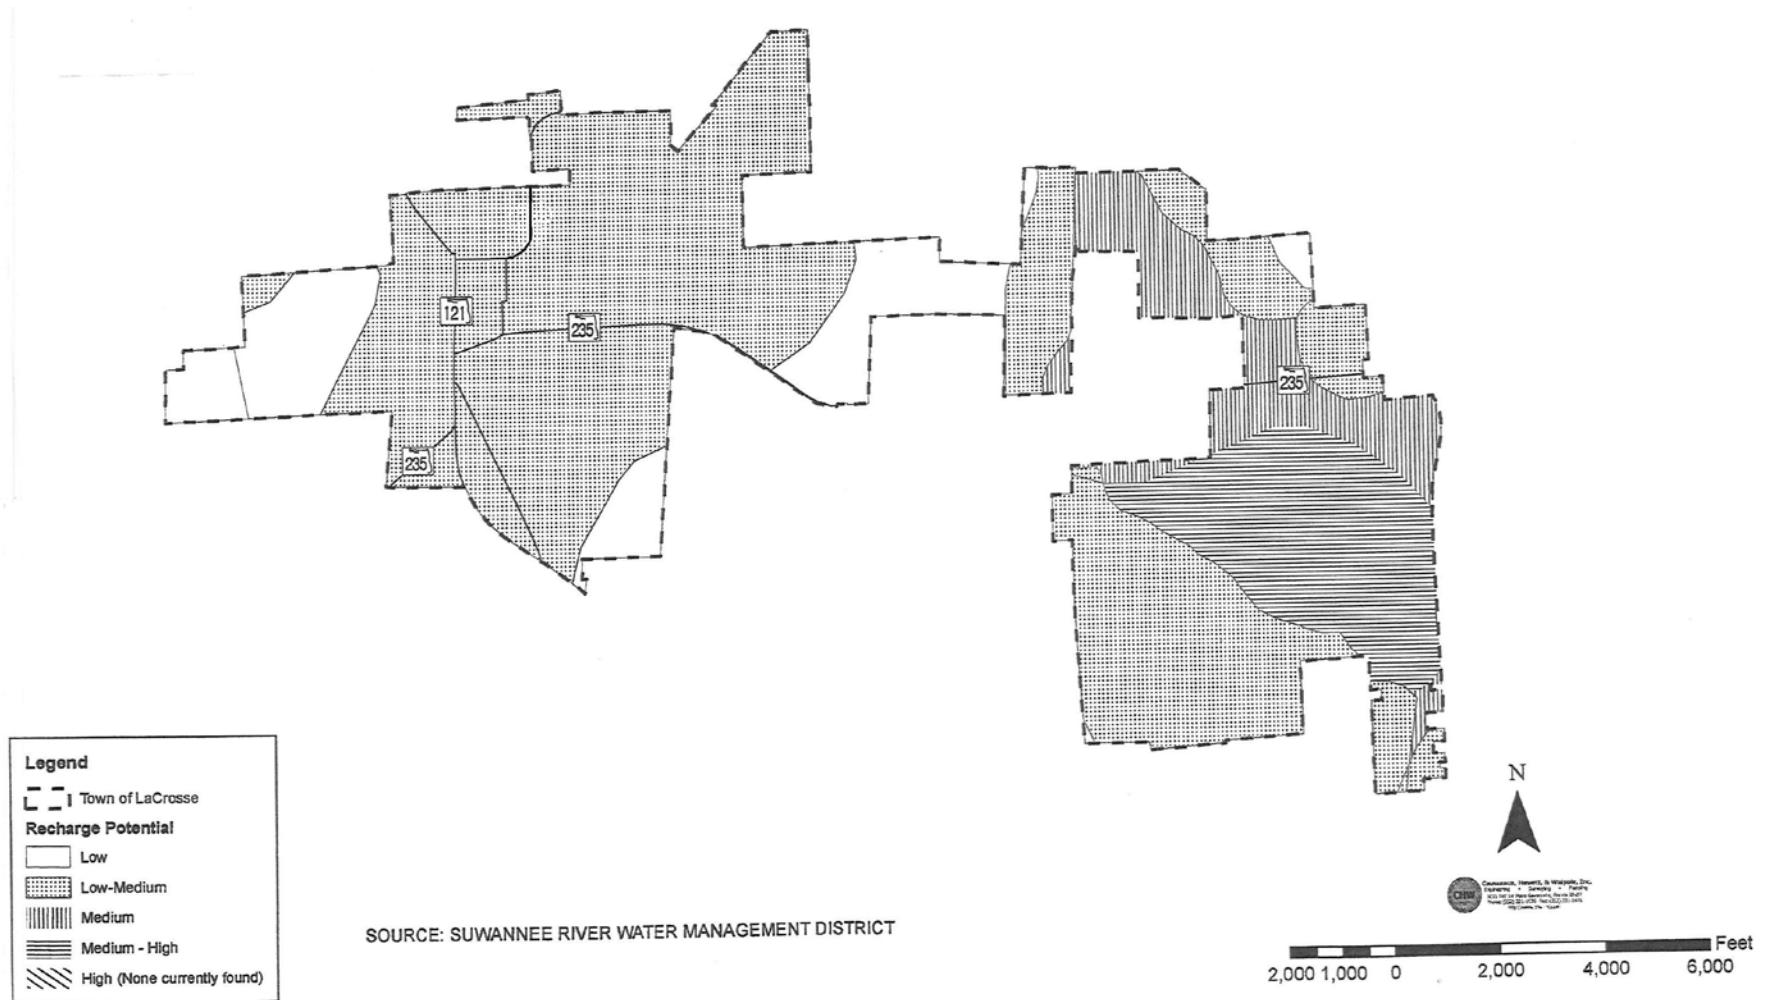 121
235
235
235
Legend
Town of LaCrosse
Recharge Potential
Low
Low-Medium
Medium
Medium - High
High (None currently found)
SOURCE: SUWANNEE RIVER WATER MANAGEMENT DISTRICT
N
CHW
Feet
2,000 1,000 0 2,000 4,000 6,000